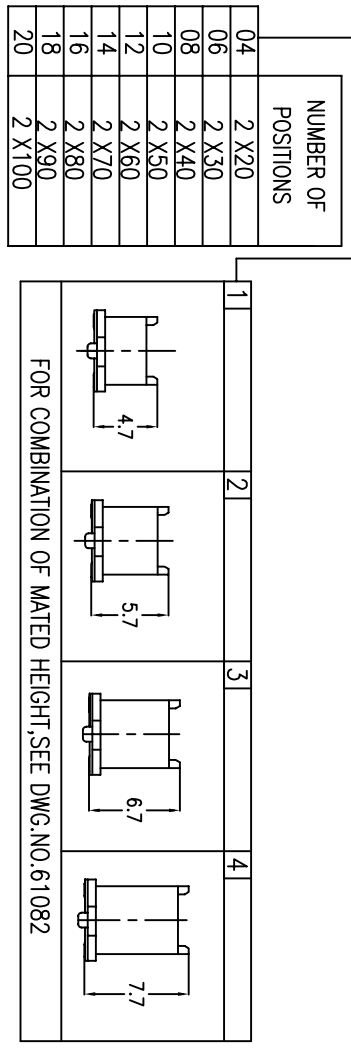 NUMBER OF
POSITIONS
04 2 X20
06 2 X30
08 2 X40
10 2 X50
12 2 X60
14 2 X70
16 2 X80
18 2 X90
20 2 X100
1 2 3 4
4.7 5.7 6.7 7.7
FOR COMBINATION OF MATED HEIGHT,SEE DWG.NO.61082